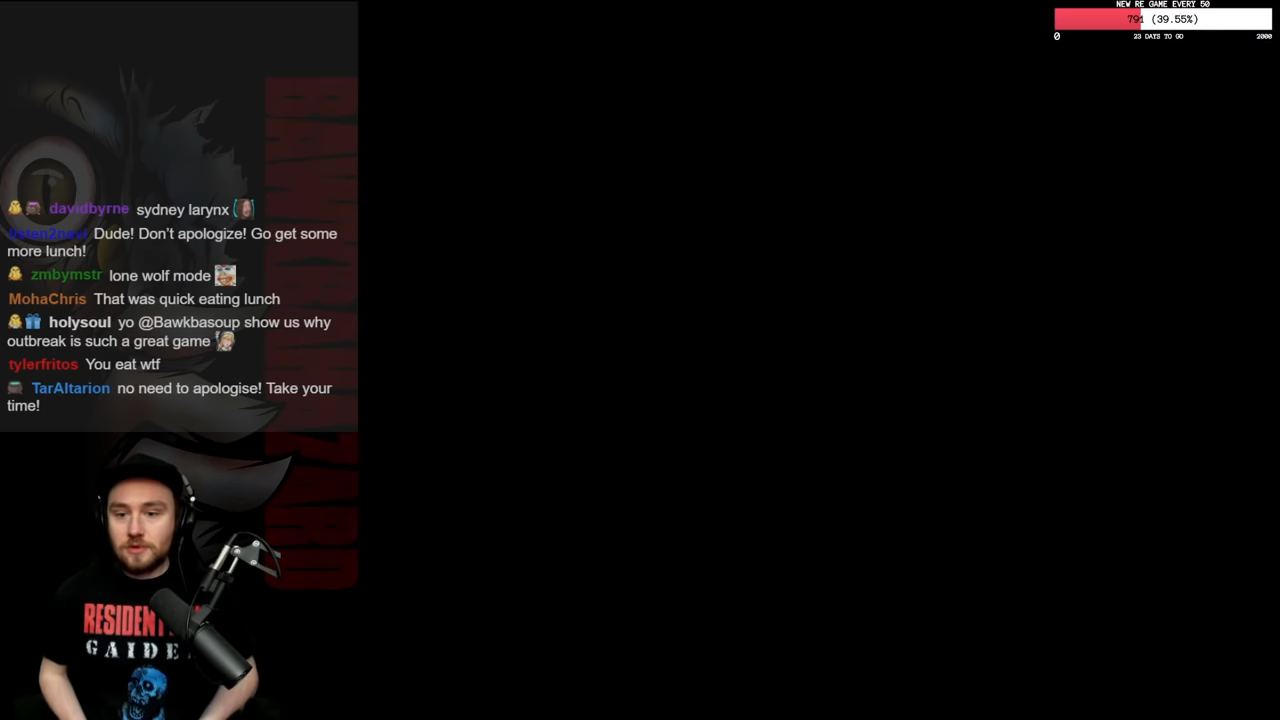 NEW RE GAME EVERY 50
791 (39.55%)
0 23 DAYS TO GO 2000
davidbyrne sydney larynx
listen2nevi Dude! Don't apologize! Go get some
more lunch!
zmbymstr lone wolf mode
MohaChris That was quick eating lunch
holysoul yo @Bawkbasoup show us why
outbreak is such a great game
tylerfritos You eat wtf
TarAltarion no need to apologise! Take your
time!
RESIDENT
GAIDE